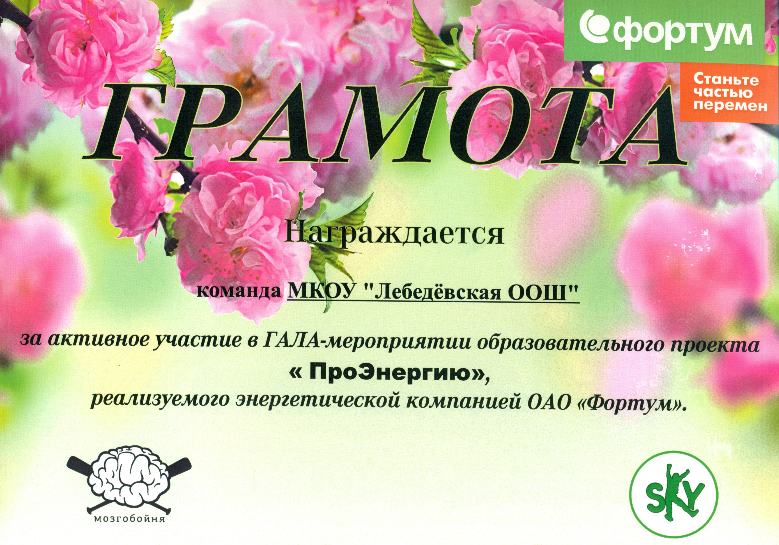 фортум
Станьте
частью
перемен
ГРАМОТА
Награждается
команда МКОУ "Лебедёвская ООШ"
за активное участие в ГАЛА-мероприятии образовательного проекта
« ПроЭнергию»,
реализуемого энергетической компанией ОАО «Фортум».
мозгобойня
SKY